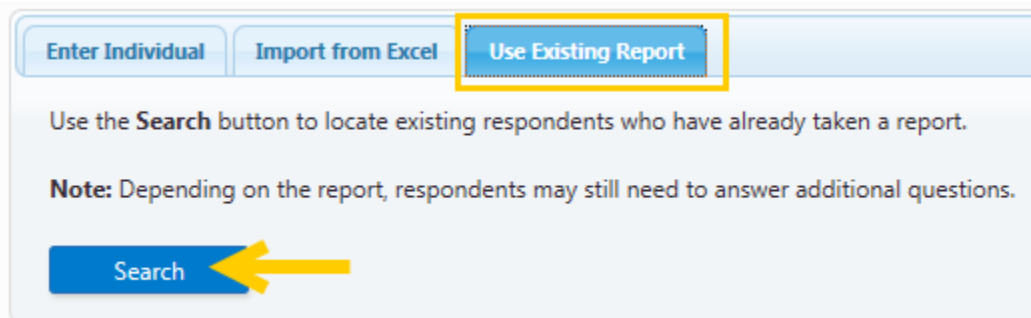 Enter Individual Import from Excel Use Existing Report
Use the Search button to locate existing respondents who have already taken a report.
Note: Depending on the report, respondents may still need to answer additional questions.
Search